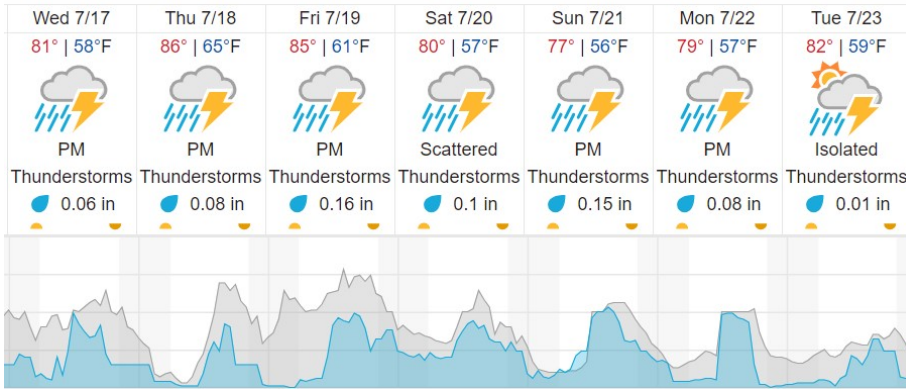 Wed 7/17 Thu 7/18 Fri 7/19 Sat 7/20 Sun 7/21 Mon 7/22 Tue 7/23
81° | 58°F 86° | 65°F 85° | 61°F 80° | 57°F 77° | 56°F 79° | 57°F 82° | 59°F
PM PM PM Scattered PM PM Isolated
Thunderstorms Thunderstorms Thunderstorms Thunderstorms Thunderstorms Thunderstorms Thunderstorms
0.06 in 0.08 in 0.16 in 0.1 in 0.15 in 0.08 in 0.01 in